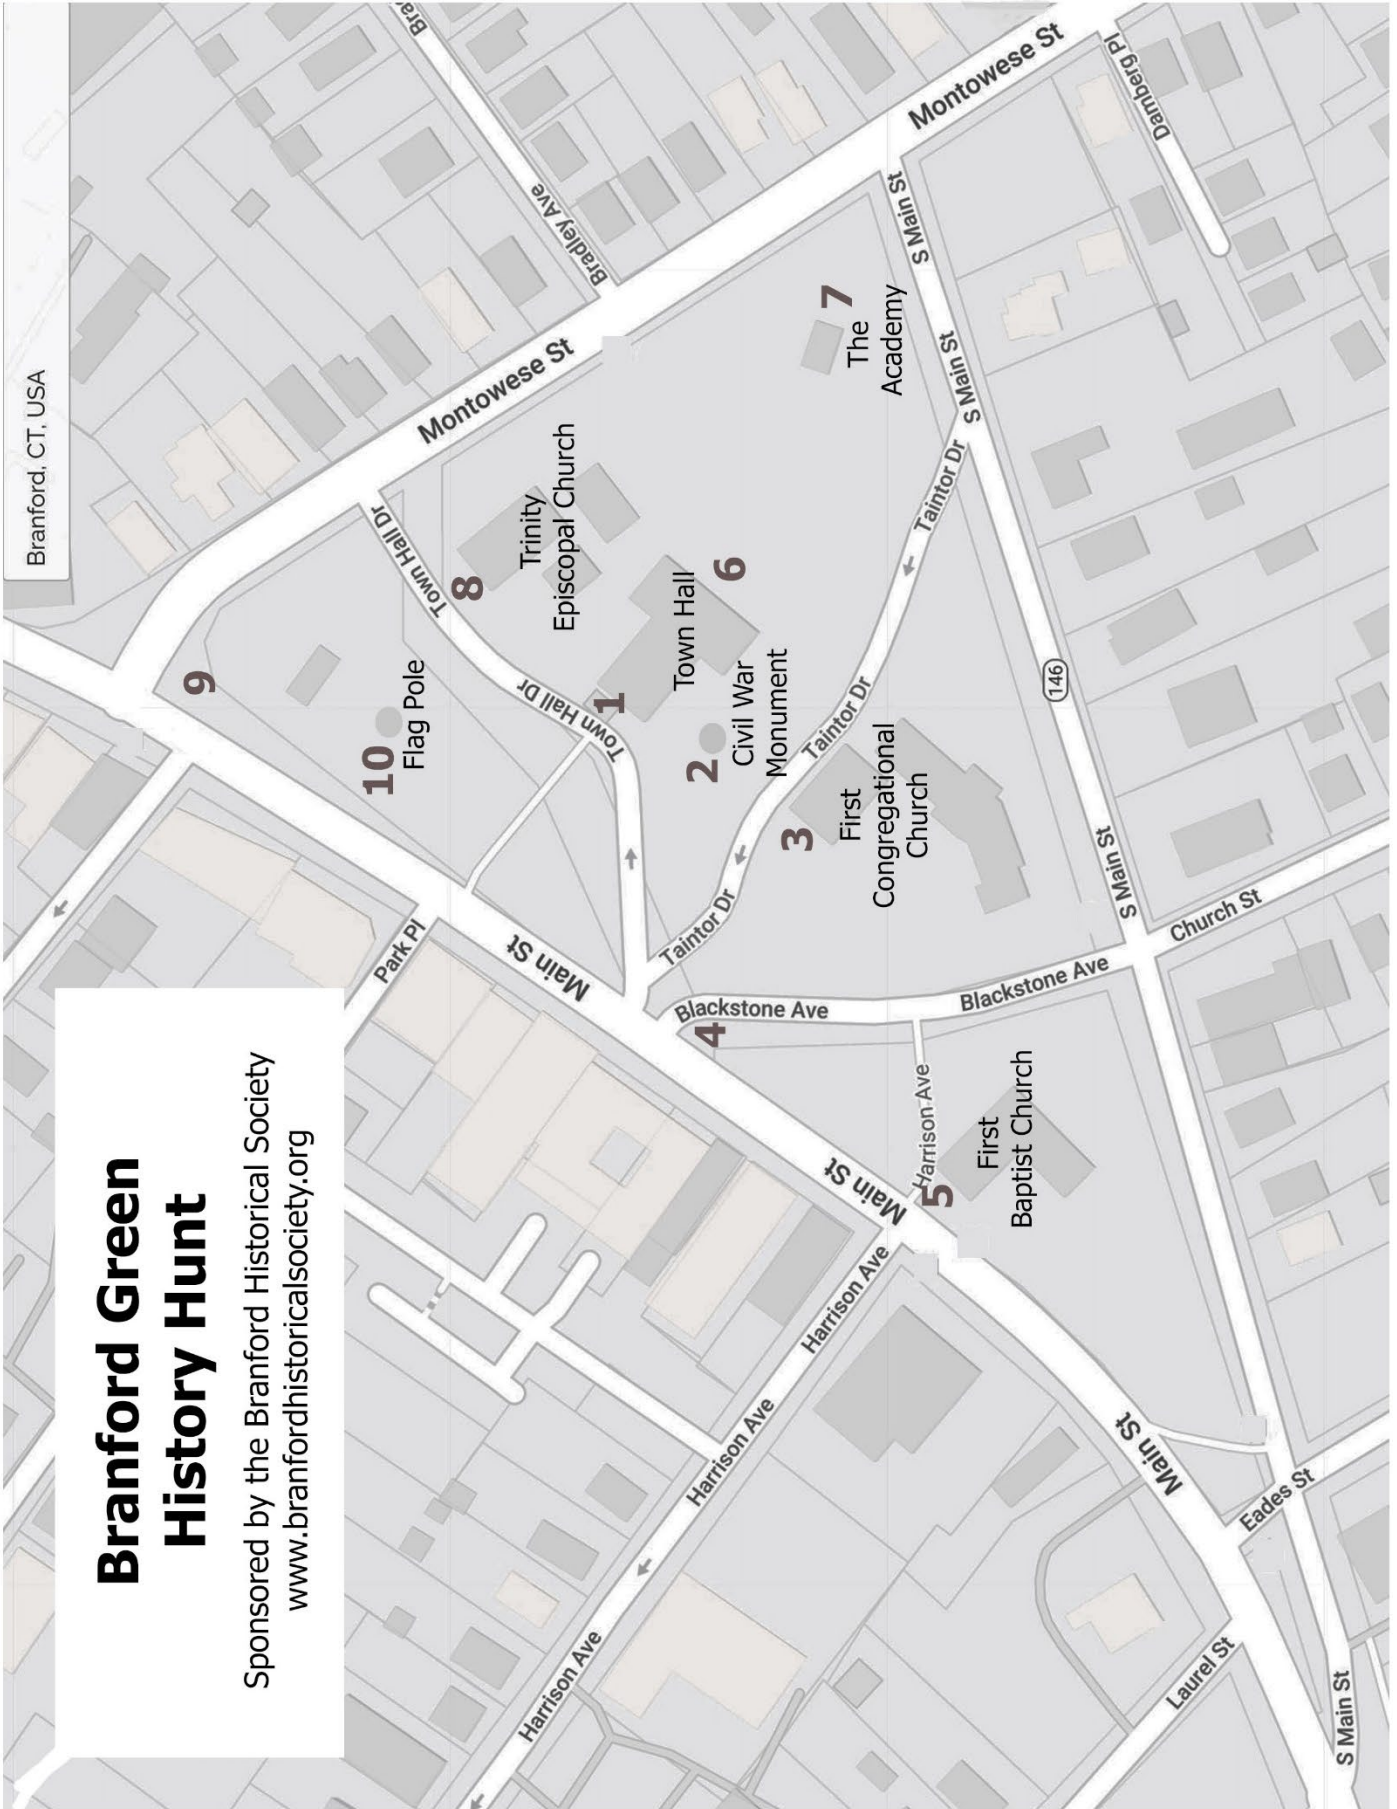 Branford Green
History Hunt
Sponsored by the Branford Historical Society
www.branfordhistoricalsociety.org
Branford, CT, USA
Bradley Ave
Montowese St
Montowese St
Damberg Pl
S Main St
S Main St
S Main St
S Main St
146
Town Hall Dr
Town Hall Dr
Town Hall Dr
Taintor Dr
Taintor Dr
Taintor Dr
Taintor Dr
Park Pl
Main St
Main St
Main St
Blackstone Ave
Blackstone Ave
Church St
Harrison Ave
Harrison Ave
Harrison Ave
Harrison Ave
Eades St
Laurel St
1
Town Hall
2
Civil War
Monument
3
First
Congregational
Church
4
5
First
Baptist Church
6
7
The
Academy
8
Trinity
Episcopal Church
9
10
Flag Pole